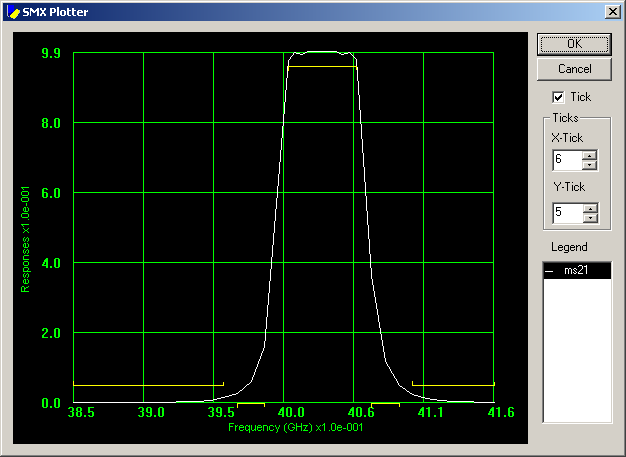 SMX Plotter
OK
Cancel
Tick
Ticks
X-Tick
6
Y-Tick
5
Legend
ms21
9.9
8.0
6.0
4.0
2.0
0.0
Responses x1.0e-001
38.5 39.0 39.5 40.0 40.6 41.1 41.6
Frequency (GHz) x1.0e-001